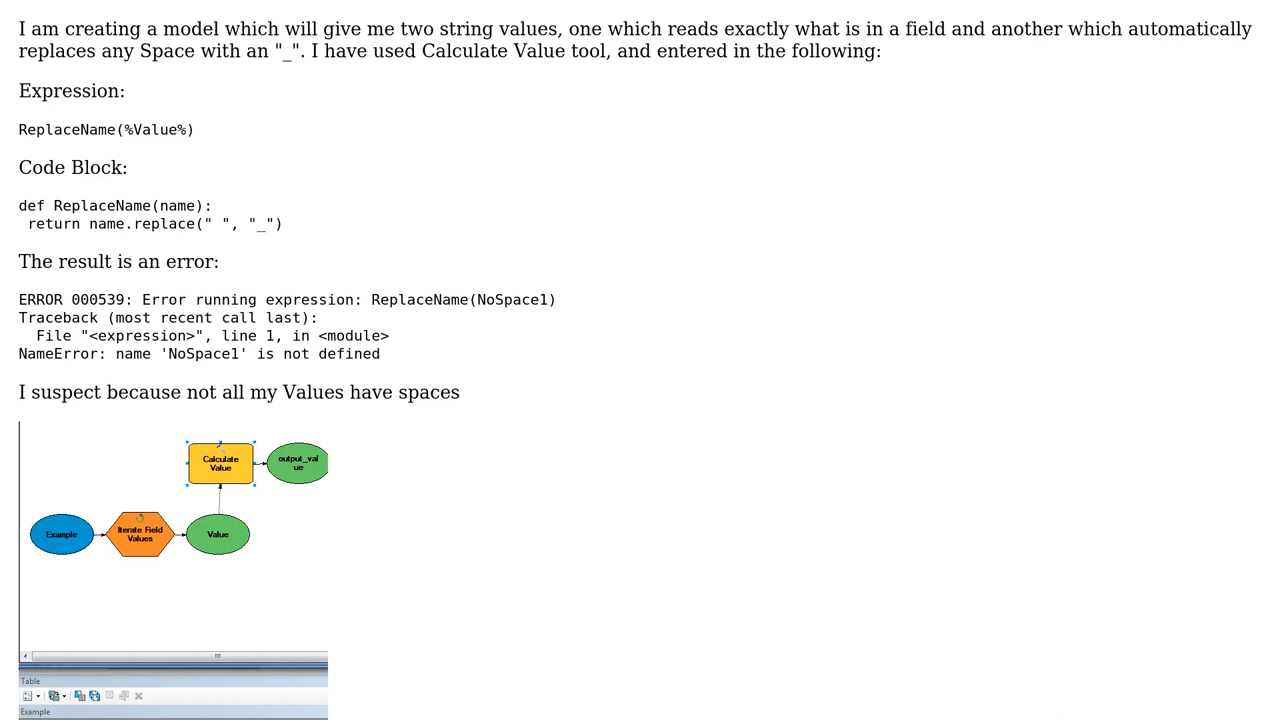 I am creating a model which will give me two string values, one which reads exactly what is in a field and another which automatically
replaces any Space with an "_". I have used Calculate Value tool, and entered in the following:
Expression:
ReplaceName(%Value%)
Code Block:
def ReplaceName(name):
 return name.replace(" ", "_")
The result is an error:
ERROR 000539: Error running expression: ReplaceName(NoSpace1)
Traceback (most recent call last):
  File "<expression>", line 1, in <module>
NameError: name 'NoSpace1' is not defined
I suspect because not all my Values have spaces
Calculate
Value
output_val
ue
Example
Iterate Field
Values
Value
Table
Example